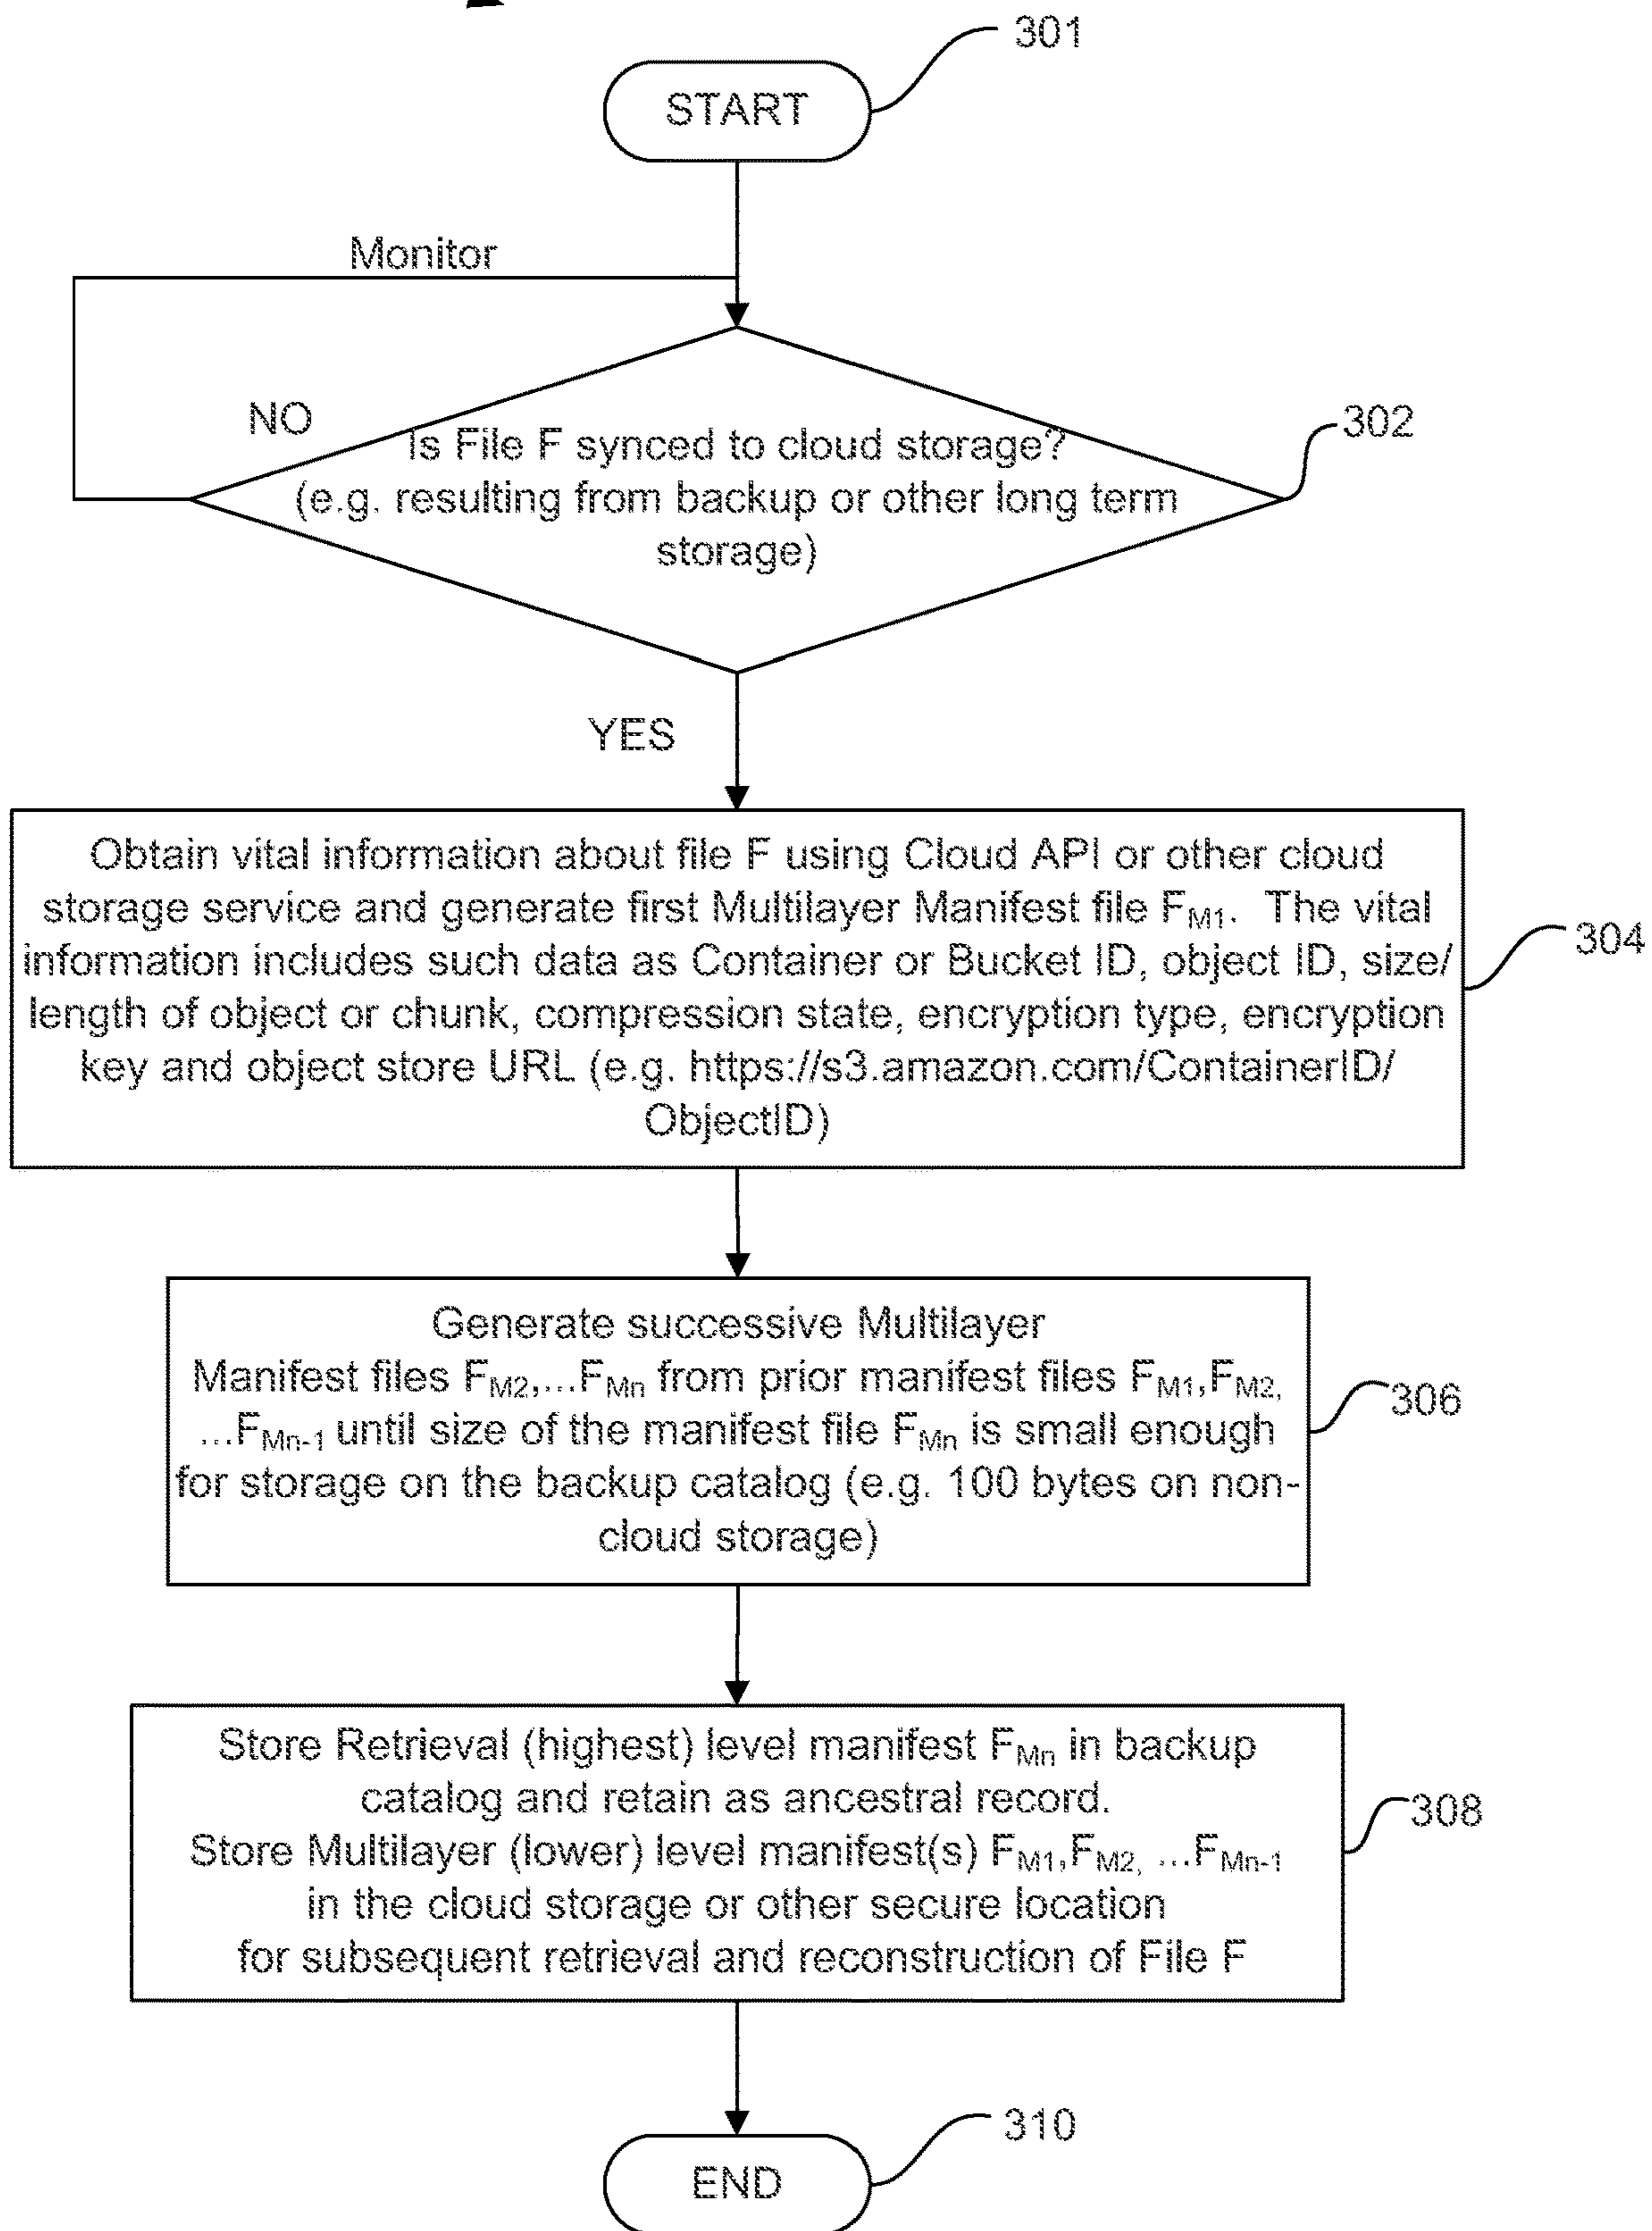 301
START
Monitor
NO
302
Is File F synced to cloud storage?
(e.g. resulting from backup or other long term
storage)
YES
Obtain vital information about file F using Cloud API or other cloud
storage service and generate first Multilayer Manifest file FM1. The vital
information includes such data as Container or Bucket ID, object ID, size/
length of object or chunk, compression state, encryption type, encryption
key and object store URL (e.g. https://s3.amazon.com/ContainerID/
ObjectID)
304
Generate successive Multilayer
Manifest files FM2,...FMn from prior manifest files FM1,FM2,
...FMn-1 until size of the manifest file FMn is small enough
for storage on the backup catalog (e.g. 100 bytes on non-
cloud storage)
306
Store Retrieval (highest) level manifest FMn in backup
catalog and retain as ancestral record.
Store Multilayer (lower) level manifest(s) FM1,FM2, ...FMn-1
in the cloud storage or other secure location
for subsequent retrieval and reconstruction of File F
308
310
END